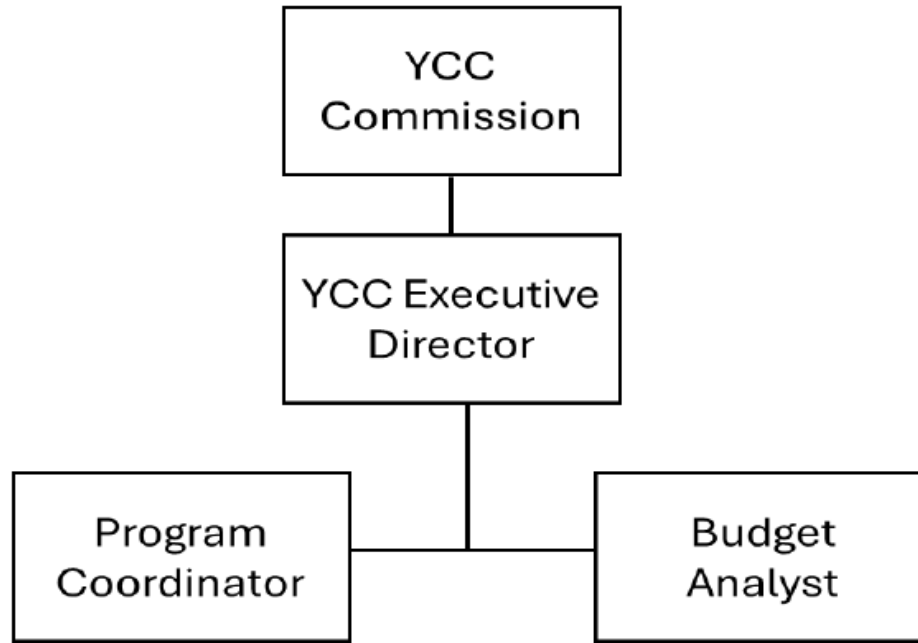 YCC
Commission
YCC Executive
Director
Program
Coordinator
Budget
Analyst